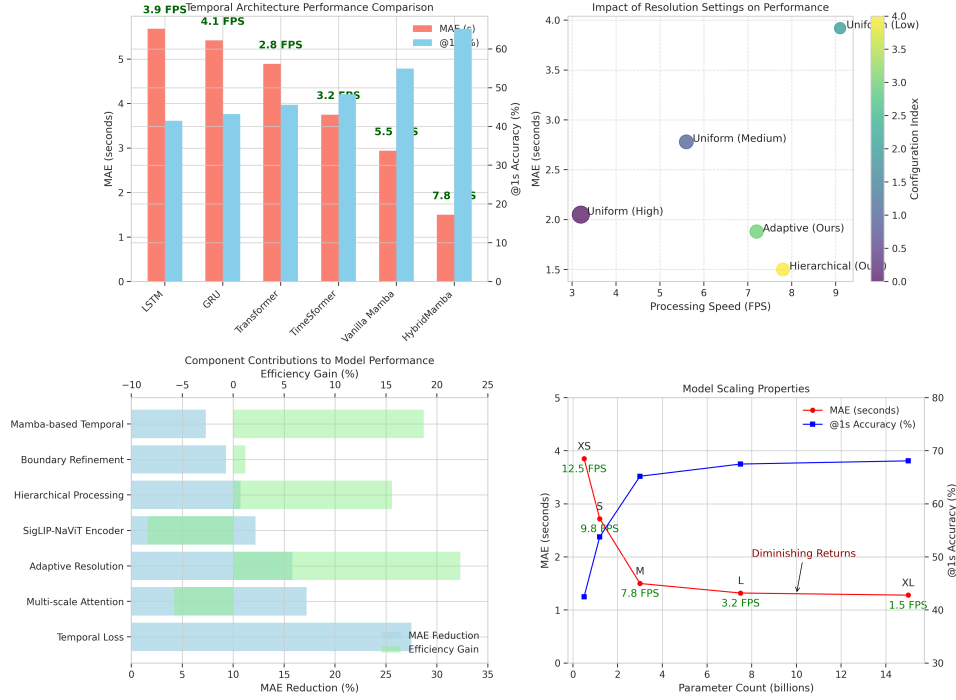 Temporal Architecture Performance Comparison
3.9 FPS
4.1 FPS
2.8 FPS
3.2 FPS
5.5
7.8
MAE (s)
MAE (seconds)
0
1
2
3
4
5
@1s Accuracy (%)
0
10
20
30
40
50
60
LSTM
GRU
Transformer
TimeSformer
Vanilla Mamba
HybridMamba
Impact of Resolution Settings on Performance
MAE (seconds)
4.0
3.5
3.0
2.5
2.0
1.5
Uniform (Low)
Uniform (Medium)
Uniform (High)
Adaptive (Ours)
Hierarchical
3
4
5
6
7
8
9
Processing Speed (FPS)
4.0
3.5
3.0
2.5
2.0
1.5
1.0
0.5
0.0
Configuration Index
Component Contributions to Model Performance
Efficiency Gain (%)
−10
−5
0
5
10
15
20
25
Mamba-based Temporal
Boundary Refinement
Hierarchical Processing
SigLIP-NaViT Encoder
Adaptive Resolution
Multi-scale Attention
Temporal Loss
MAE Reduction
Efficiency Gain
0
5
10
15
20
25
30
35
MAE Reduction (%)
Model Scaling Properties
MAE (seconds)
@1s Accuracy (%)
MAE (seconds)
5
4
3
2
1
0
XS
12.5 FPS
S
9.8 FPS
M
7.8 FPS
L
3.2 FPS
XL
1.5 FPS
Diminishing Returns
80
70
60
50
40
30
@1s Accuracy (%)
0
2
4
6
8
10
12
14
Parameter Count (billions)